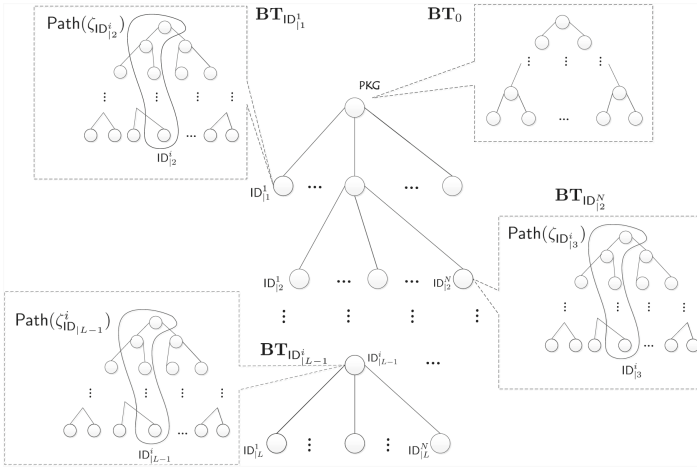 Path(ζ_{ID^i_{|2}})
BT_{ID^1_{|1}}
BT_0
PKG
ID^i_{|2}
ID^1_{|1}
BT_{ID^N_{|2}}
Path(ζ_{ID^i_{|3}})
ID^1_{|2}
ID^N_{|2}
Path(ζ^i_{ID_{|L−1}})
BT_{ID^i_{|L−1}}
ID^i_{|L−1}
ID^i_{|3}
ID^i_{|L−1}
ID^1_{|L}
ID^N_{|L}